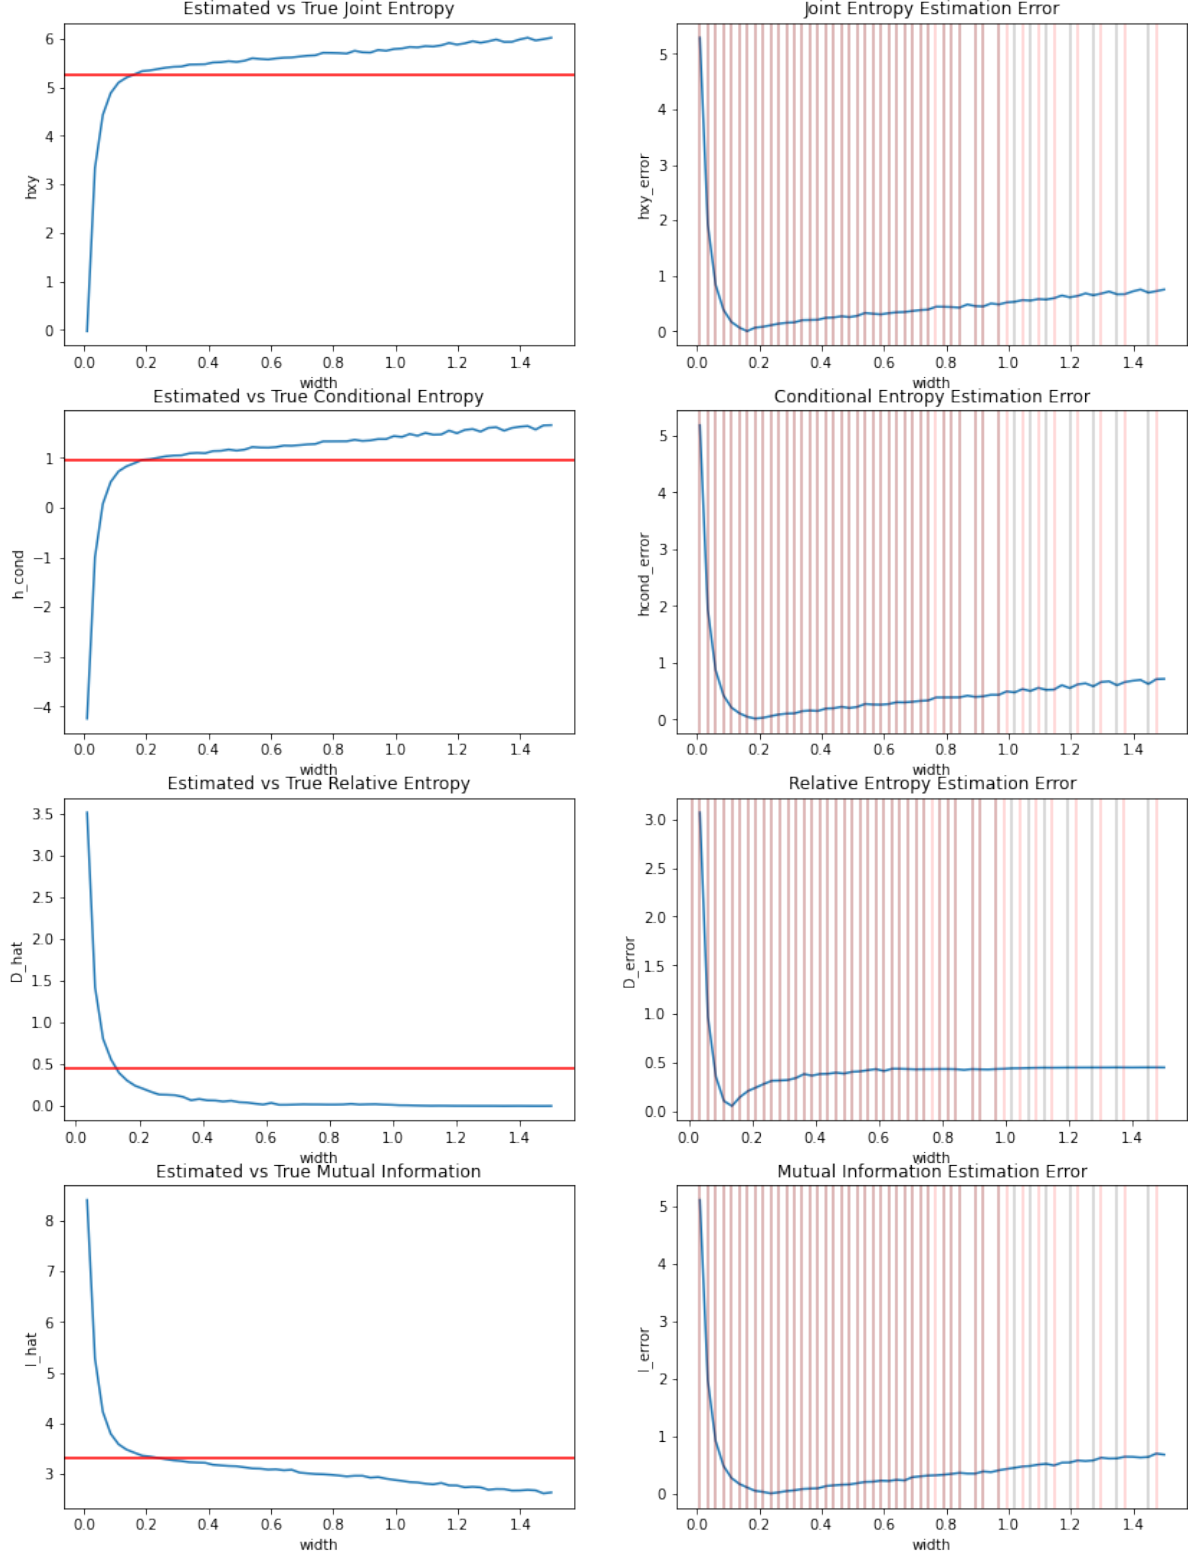 Estimated vs True Joint Entropy
hxy
6
5
4
3
2
1
0
0.0 0.2 0.4 0.6 0.8 1.0 1.2 1.4
width
Joint Entropy Estimation Error
hxy_error
5
4
3
2
1
0
0.0 0.2 0.4 0.6 0.8 1.0 1.2 1.4
width
Estimated vs True Conditional Entropy
h_cond
1
0
−1
−2
−3
−4
0.0 0.2 0.4 0.6 0.8 1.0 1.2 1.4
width
Conditional Entropy Estimation Error
hcond_error
5
4
3
2
1
0
0.0 0.2 0.4 0.6 0.8 1.0 1.2 1.4
width
Estimated vs True Relative Entropy
D_hat
3.5
3.0
2.5
2.0
1.5
1.0
0.5
0.0
0.0 0.2 0.4 0.6 0.8 1.0 1.2 1.4
width
Relative Entropy Estimation Error
D_error
3.0
2.5
2.0
1.5
1.0
0.5
0.0
0.0 0.2 0.4 0.6 0.8 1.0 1.2 1.4
width
Estimated vs True Mutual Information
I_hat
8
7
6
5
4
3
0.0 0.2 0.4 0.6 0.8 1.0 1.2 1.4
width
Mutual Information Estimation Error
I_error
5
4
3
2
1
0
0.0 0.2 0.4 0.6 0.8 1.0 1.2 1.4
width